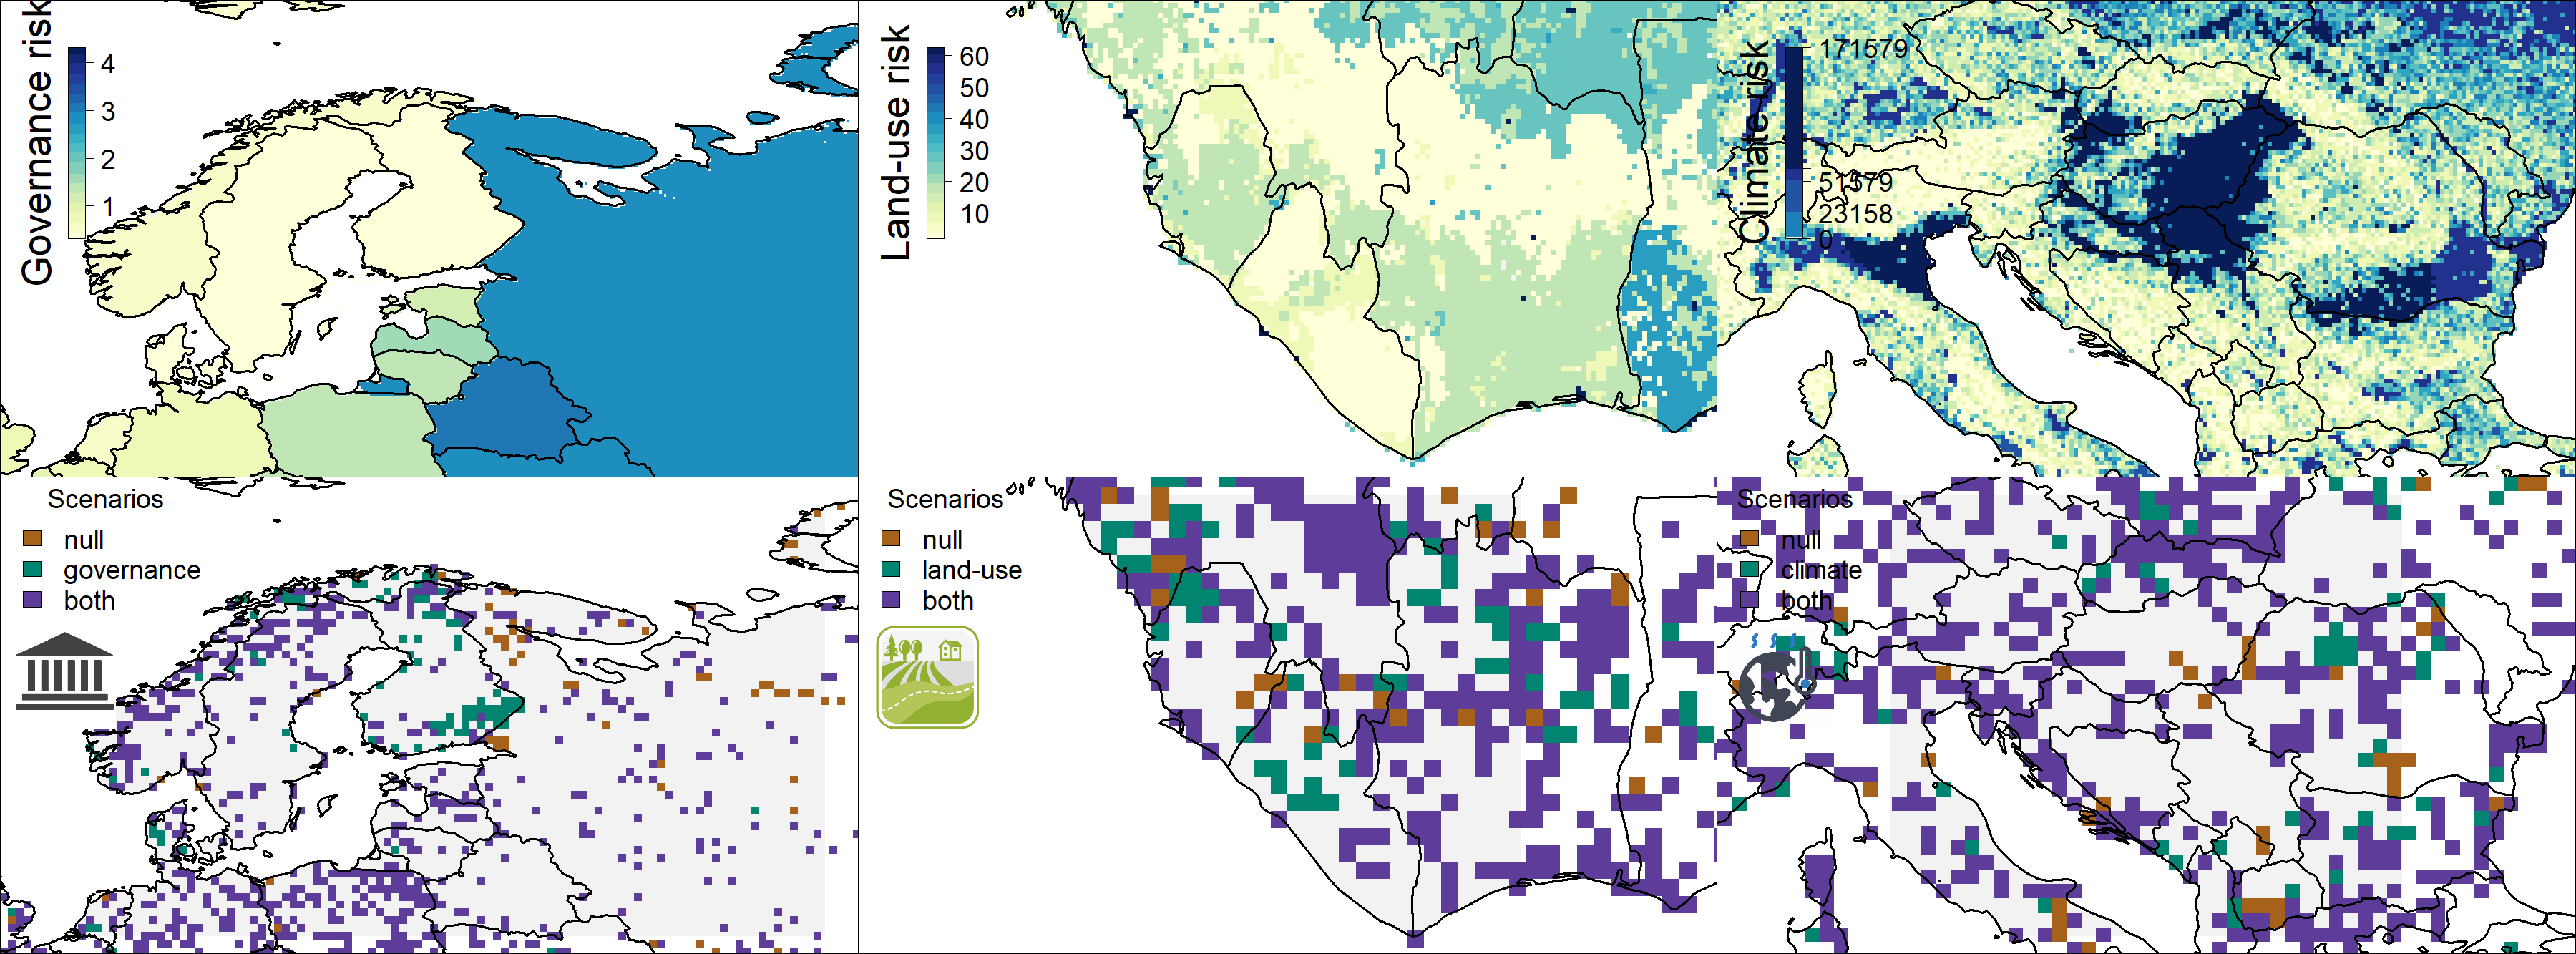 Governance risk
4
3
2
1
Land-use risk
60
50
40
30
20
10
Climate risk
171579
51579
23158
0
Scenarios
null
governance
both
Scenarios
null
land-use
both
Scenarios
null
climate
both